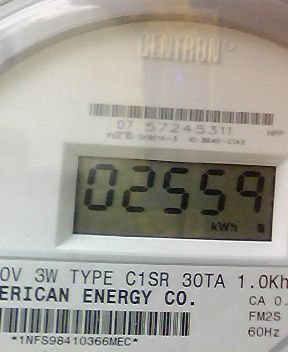 CENTRON®
07 57245311
HPP
02559
kWh
0V 3W TYPE C1SR 30TA 1.0Kh
ERICAN ENERGY CO.
CA 0.
FM2S
60Hz
*1NFS98410366MEC*